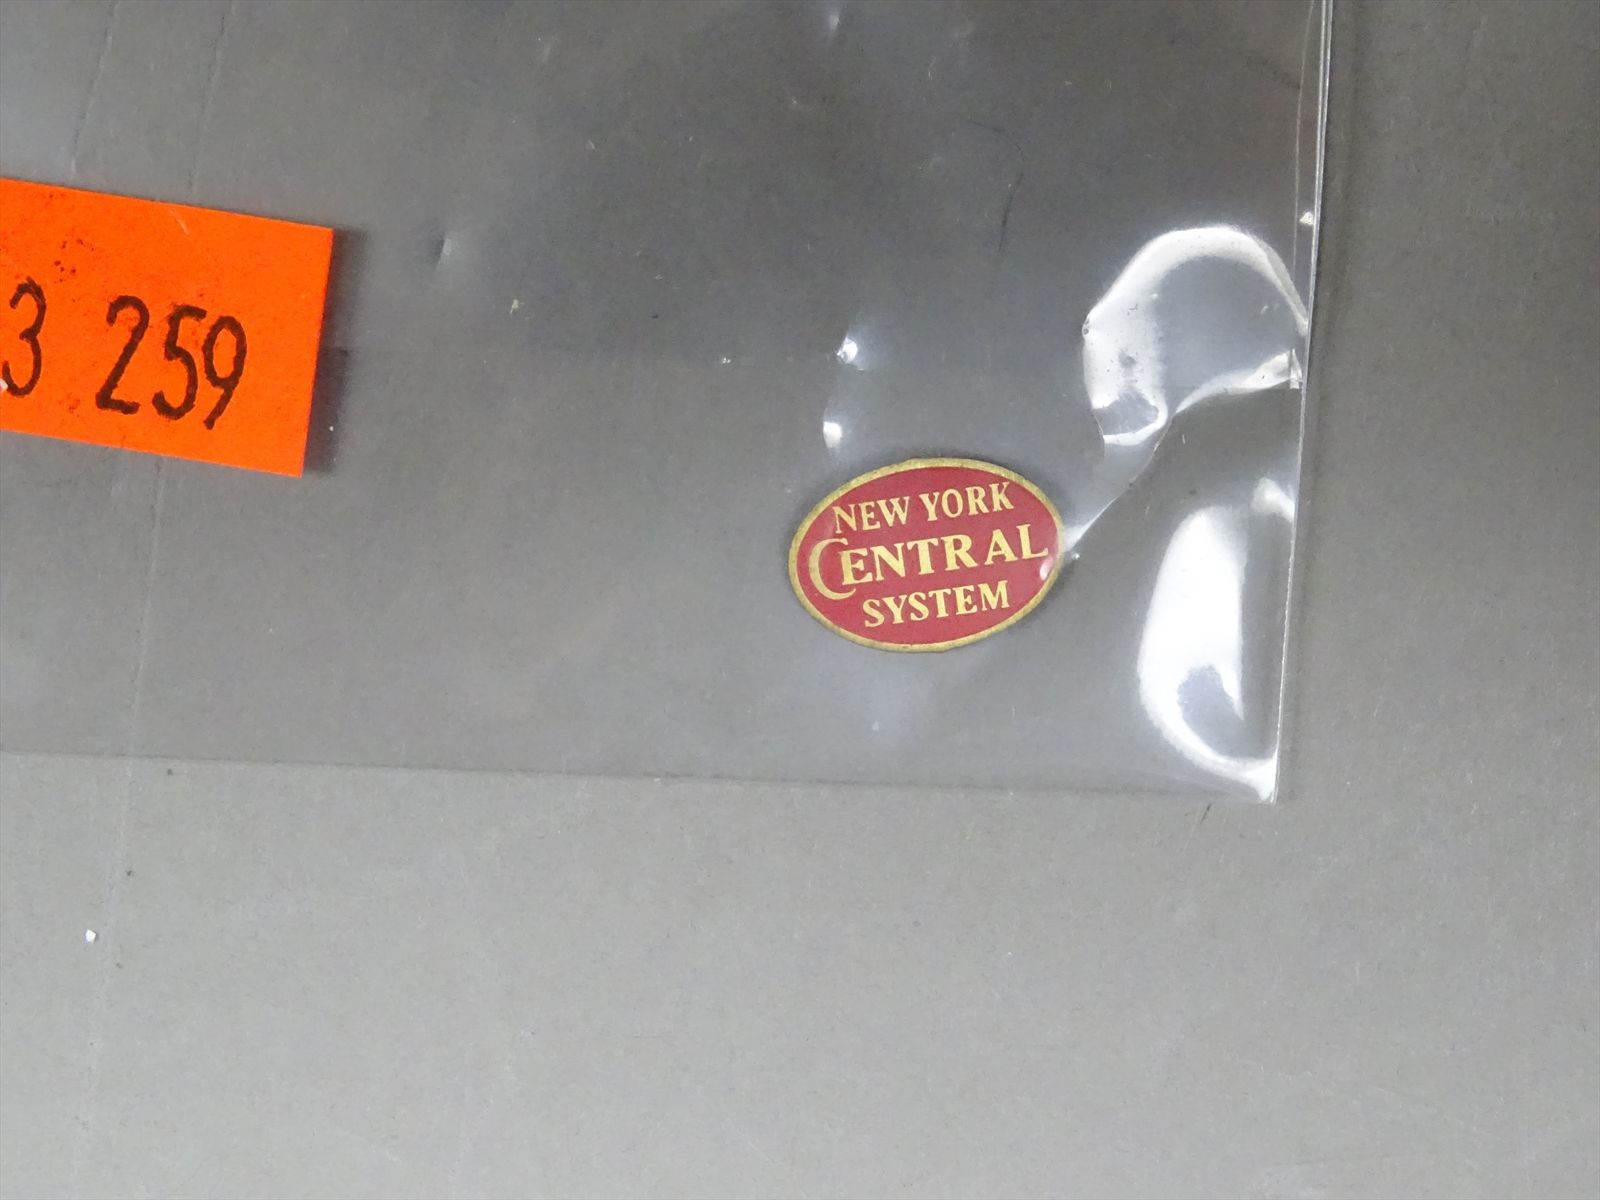 3 259
NEW YORK
CENTRAL
SYSTEM